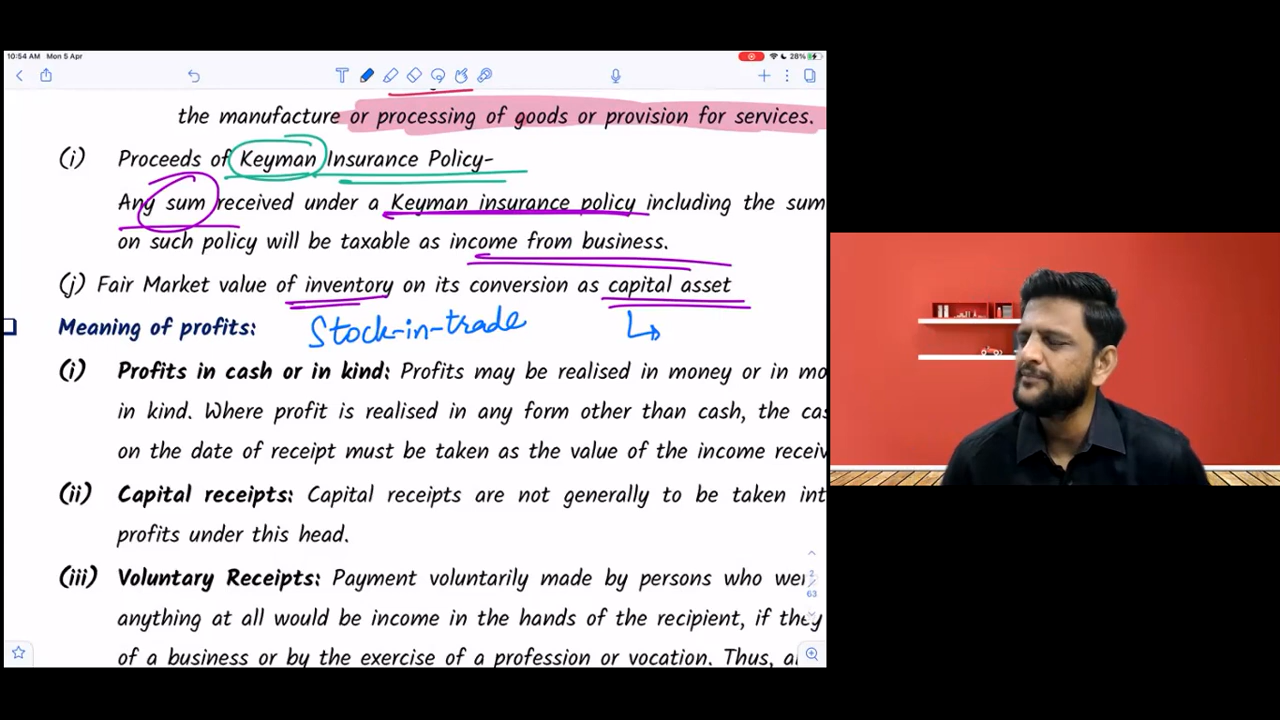 10:54 AM Mon 5 Apr
28%
the manufacture or processing of goods or provision for services.
(i) Proceeds of Keyman Insurance Policy-
Any sum received under a Keyman insurance policy including the sum
on such policy will be taxable as income from business.
(j) Fair Market value of inventory on its conversion as capital asset
Meaning of profits: Stock-in-trade
(i) Profits in cash or in kind: Profits may be realised in money or in mo
in kind. Where profit is realised in any form other than cash, the cas
on the date of receipt must be taken as the value of the income receiv
(ii) Capital receipts: Capital receipts are not generally to be taken int
profits under this head.
(iii) Voluntary Receipts: Payment voluntarily made by persons who wer
anything at all would be income in the hands of the recipient, if they
of a business or by the exercise of a profession or vocation. Thus, a
2
/
63